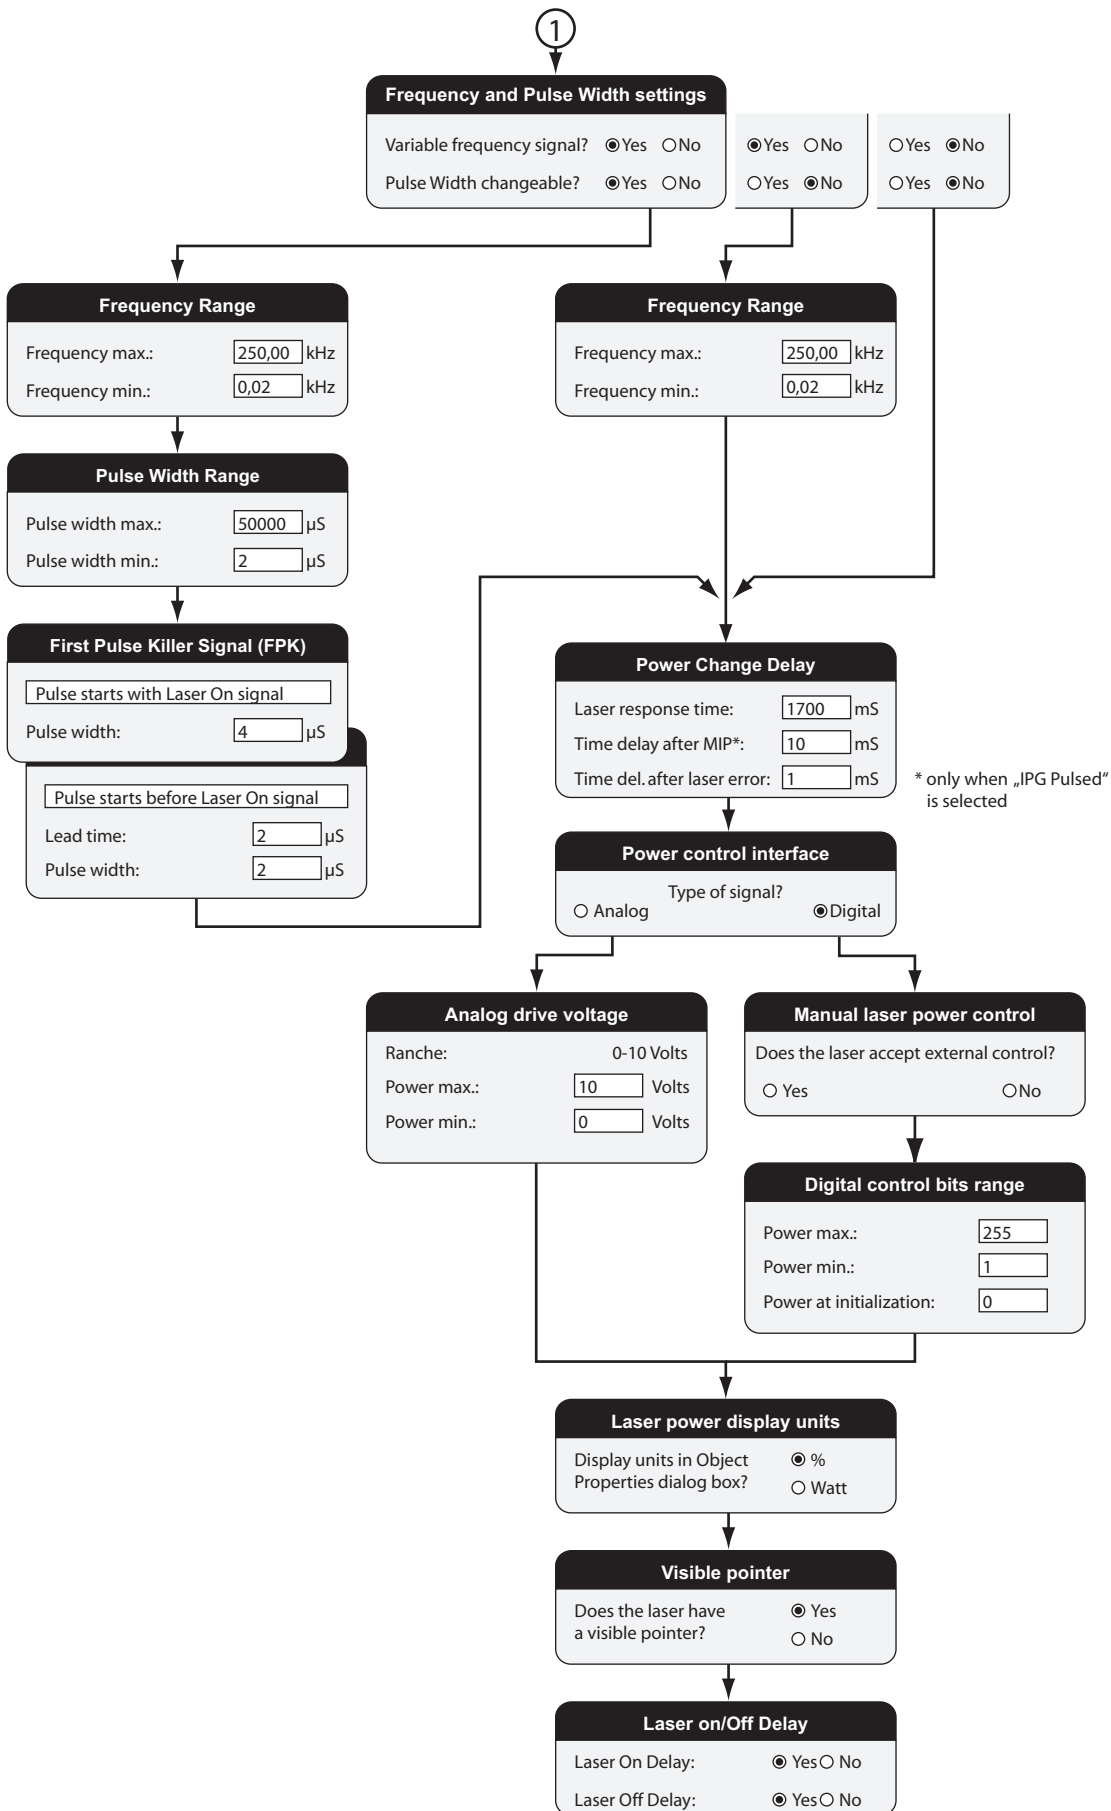 1
Frequency and Pulse Width settings
Variable frequency signal? Yes No
Pulse Width changeable? Yes No
Yes No
Yes No
Yes No
Yes No
Frequency Range
Frequency max.: 250,00 kHz
Frequency min.: 0,02 kHz
Pulse Width Range
Pulse width max.: 50000 µS
Pulse width min.: 2 µS
First Pulse Killer Signal (FPK)
Pulse starts with Laser On signal
Pulse width: 4 µS
Pulse starts before Laser On signal
Lead time: 2 µS
Pulse width: 2 µS
Frequency Range
Frequency max.: 250,00 kHz
Frequency min.: 0,02 kHz
Power Change Delay
Laser response time: 1700 mS
Time delay after MIP*: 10 mS
Time del. after laser error: 1 mS
* only when „IPG Pulsed“
is selected
Power control interface
Type of signal?
Analog Digital
Analog drive voltage
Ranche: 0-10 Volts
Power max.: 10 Volts
Power min.: 0 Volts
Manual laser power control
Does the laser accept external control?
Yes No
Digital control bits range
Power max.: 255
Power min.: 1
Power at initialization: 0
Laser power display units
Display units in Object %
Properties dialog box? Watt
Visible pointer
Does the laser have Yes
a visible pointer? No
Laser on/Off Delay
Laser On Delay: Yes No
Laser Off Delay: Yes No